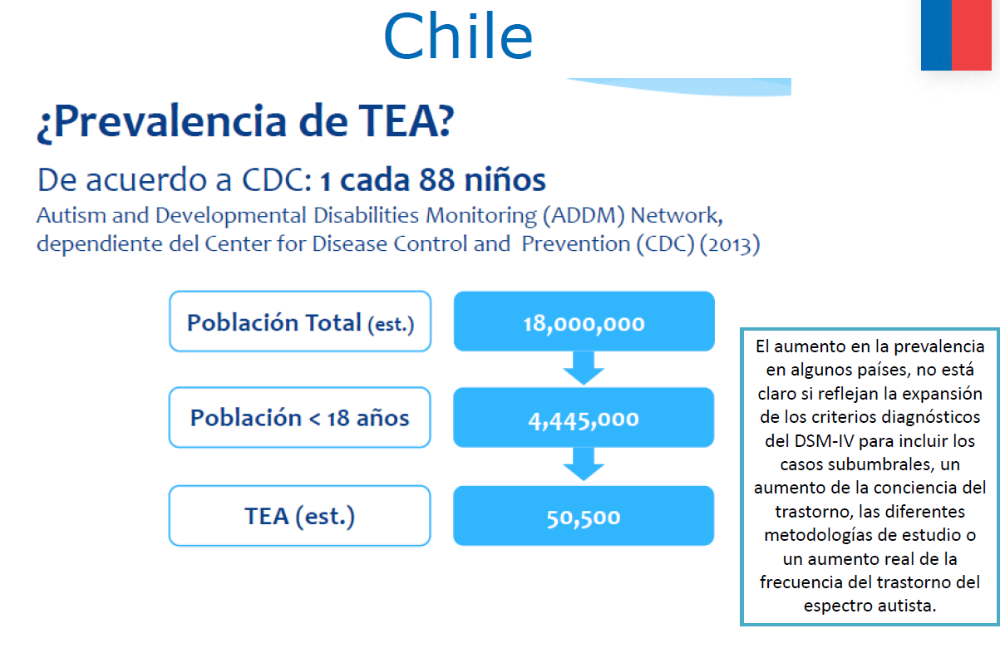 Chile
¿Prevalencia de TEA?
De acuerdo a CDC: 1 cada 88 niños
Autism and Developmental Disabilities Monitoring (ADDM) Network,
dependiente del Center for Disease Control and Prevention (CDC) (2013)
Población Total (est.)
18,000,000
Población < 18 años
4,445,000
TEA (est.)
50,500
El aumento en la prevalencia
en algunos países, no está
claro si reflejan la expansión
de los criterios diagnósticos
del DSM-IV para incluir los
casos subumbrales, un
aumento de la conciencia del
trastorno, las diferentes
metodologías de estudio o
un aumento real de la
frecuencia del trastorno del
espectro autista.